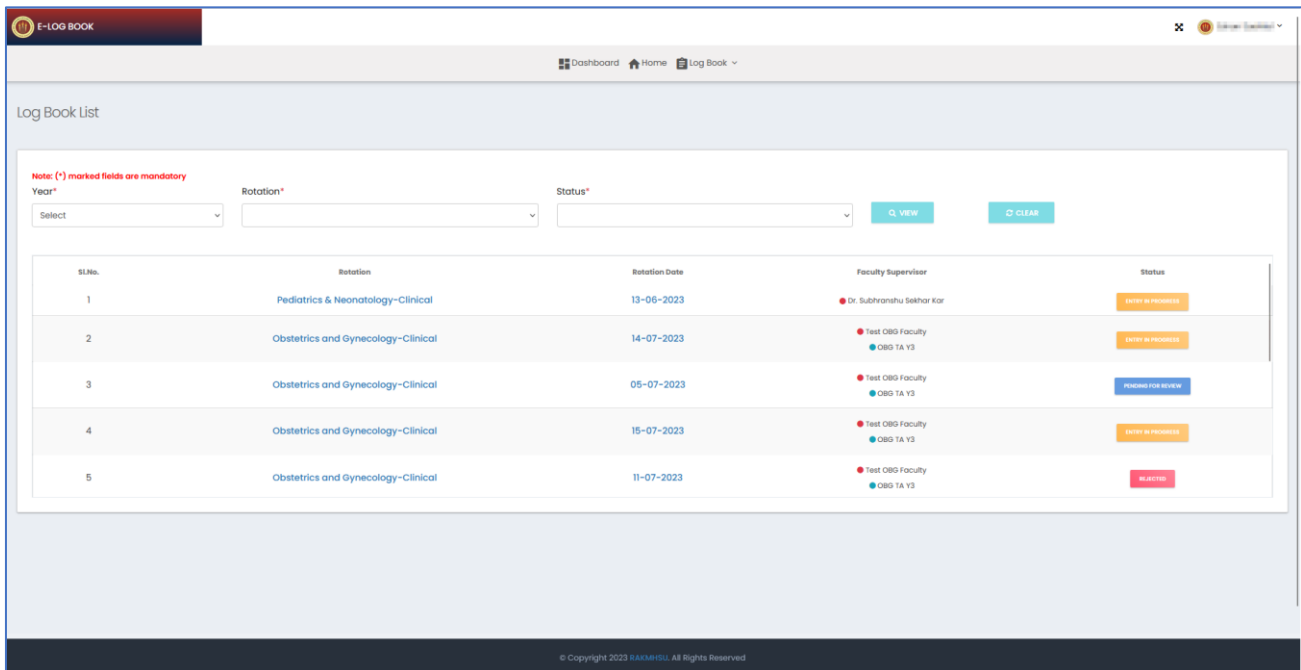 E-LOG BOOK
Dashboard Home Log Book
Log Book List
Note: (*) marked fields are mandatory
Year* Rotation* Status*
Select VIEW CLEAR
Sl.No. Rotation Rotation Date Faculty Supervisor Status
1 Pediatrics & Neonatology-Clinical 13-06-2023 Dr. Subhranshu Sekhar Kar ENTRY IN PROGRESS
2 Obstetrics and Gynecology-Clinical 14-07-2023 Test OBG Faculty ENTRY IN PROGRESS
OBG TA Y3
3 Obstetrics and Gynecology-Clinical 05-07-2023 Test OBG Faculty PENDING FOR REVIEW
OBG TA Y3
4 Obstetrics and Gynecology-Clinical 15-07-2023 Test OBG Faculty ENTRY IN PROGRESS
OBG TA Y3
5 Obstetrics and Gynecology-Clinical 11-07-2023 Test OBG Faculty REJECTED
OBG TA Y3
© Copyright 2023 RAKMHSU. All Rights Reserved